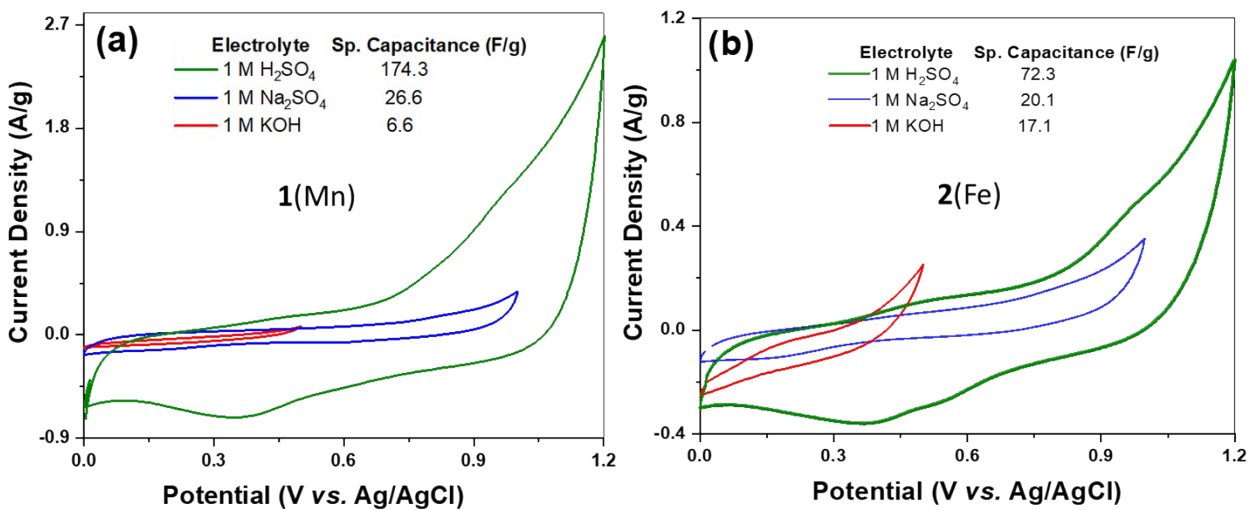 (a)
Electrolyte Sp. Capacitance (F/g)
1 M H₂SO₄ 174.3
1 M Na₂SO₄ 26.6
1 M KOH 6.6
1(Mn)
2.7
1.8
0.9
0.0
-0.9
Current Density (A/g)
0.0 0.3 0.6 0.9 1.2
Potential (V vs. Ag/AgCl)
(b)
Electrolyte Sp. Capacitance (F/g)
1 M H₂SO₄ 72.3
1 M Na₂SO₄ 20.1
1 M KOH 17.1
2(Fe)
1.2
0.8
0.4
0.0
-0.4
Current Density (A/g)
0.0 0.3 0.6 0.9 1.2
Potential (V vs. Ag/AgCl)